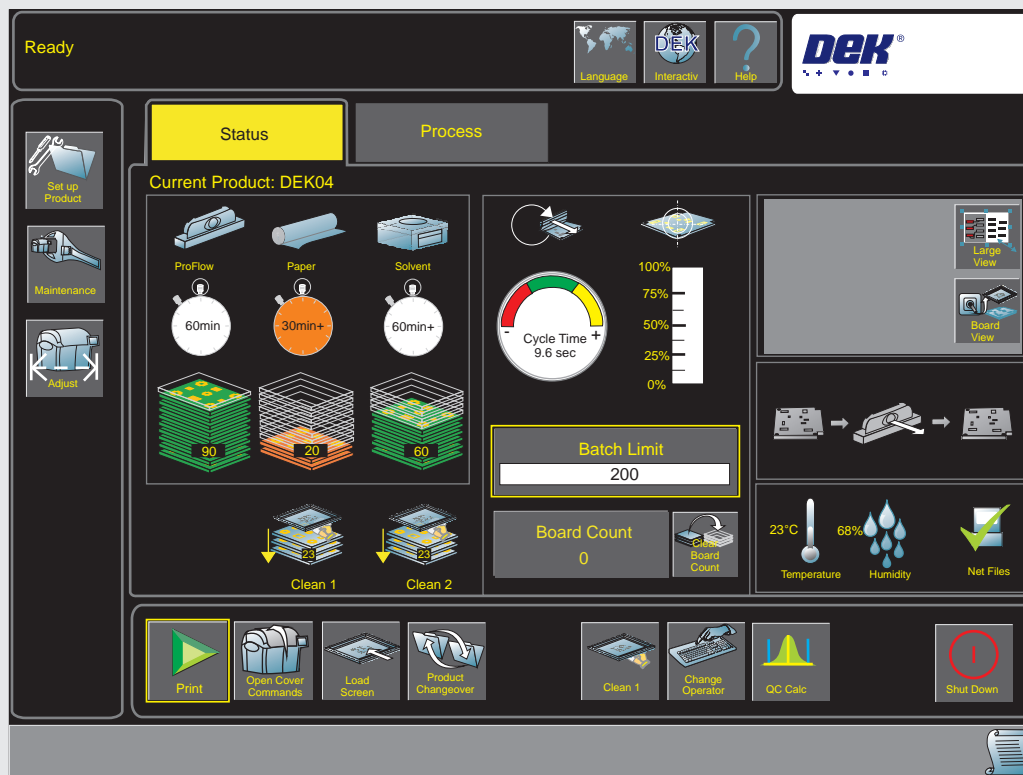 Ready
Language
DEK
Interactiv
Help
DEK®
Status
Process
Set up
Product
Maintenance
Adjust
Current Product: DEK04
ProFlow
Paper
Solvent
60min
30min+
60min+
90
20
60
23
23
Clean 1
Clean 2
- Cycle Time +
9.6 sec
100%
75%
50%
25%
0%
Batch Limit
200
Board Count
0
Clear
Board
Count
Large
View
Board
View
23°C
68%
Temperature
Humidity
Net Files
Print
Open Cover
Commands
Load
Screen
Product
Changeover
Clean 1
Change
Operator
QC Calc
Shut Down